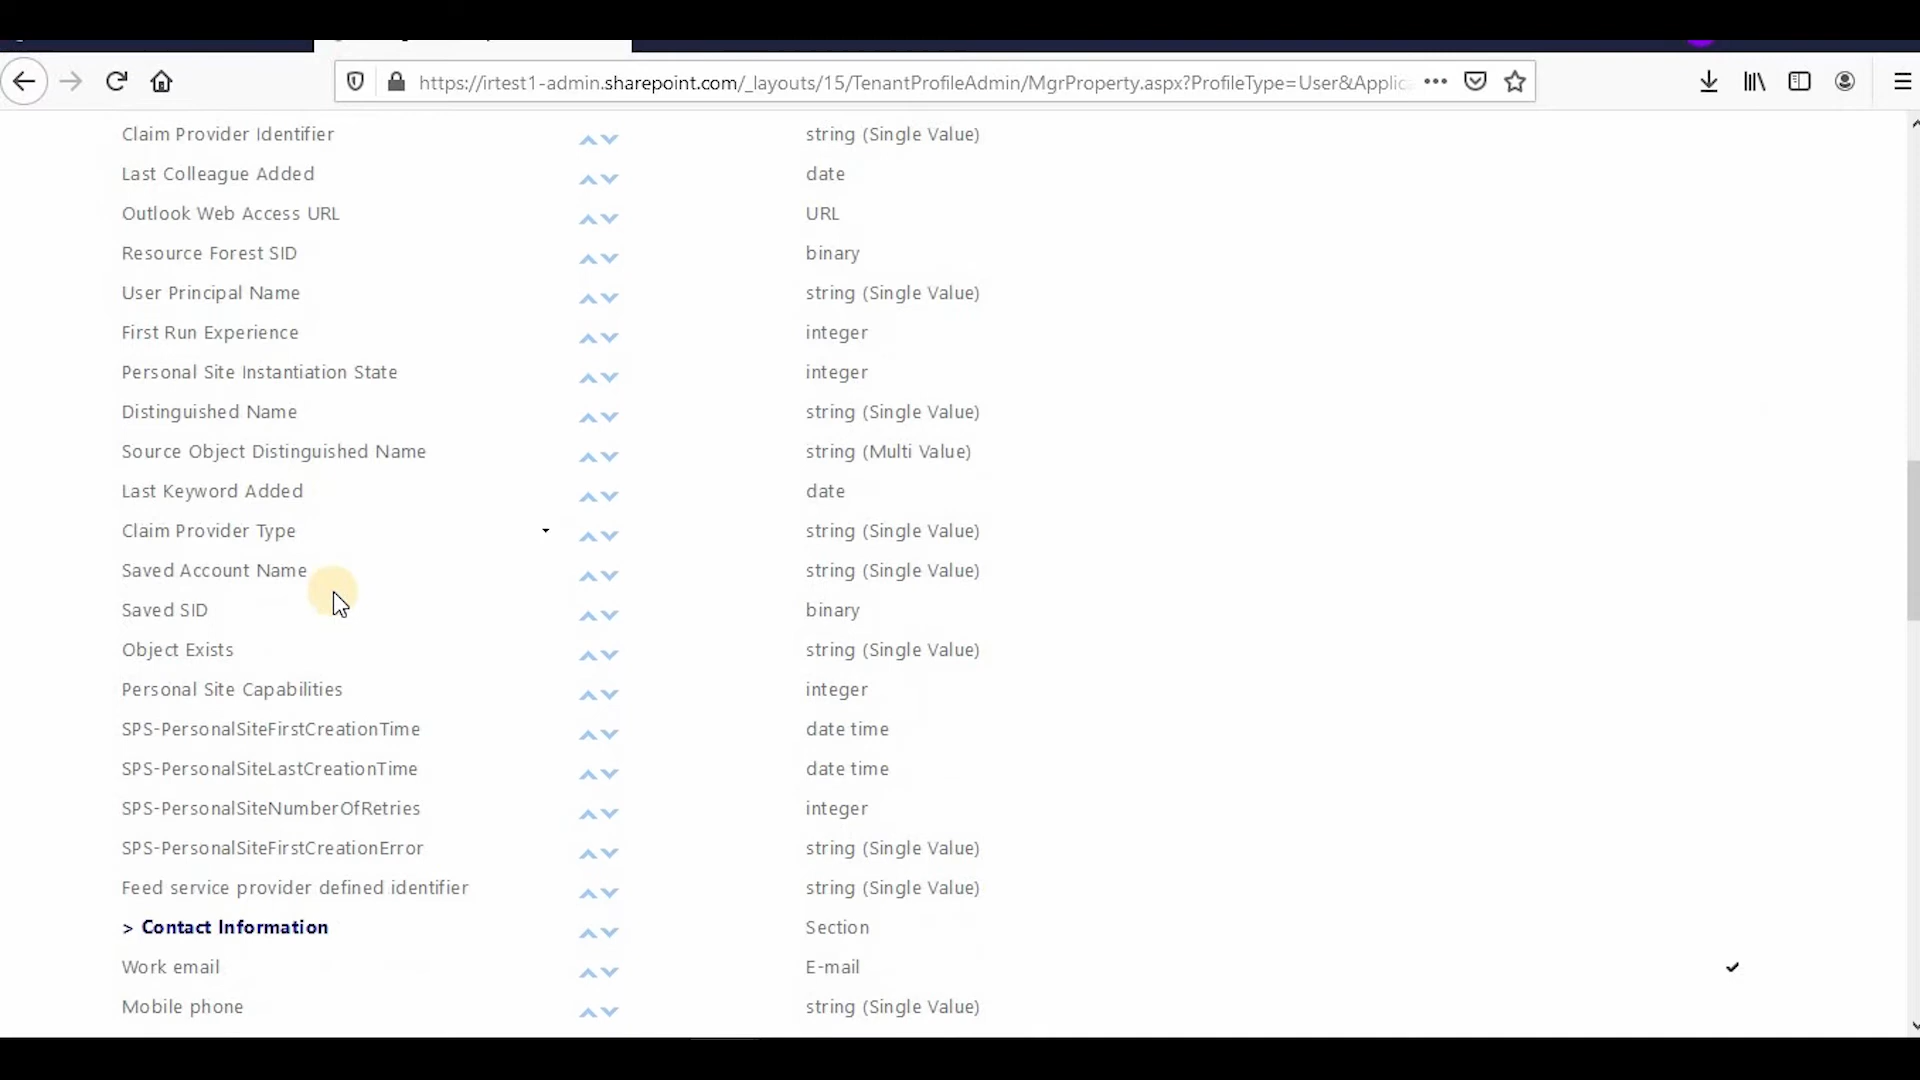 https://irtest1-admin.sharepoint.com/_layouts/15/TenantProfileAdmin/MgrProperty.aspx?ProfileType=User&Applic
Claim Provider Identifier string (Single Value)
Last Colleague Added date
Outlook Web Access URL URL
Resource Forest SID binary
User Principal Name string (Single Value)
First Run Experience integer
Personal Site Instantiation State integer
Distinguished Name string (Single Value)
Source Object Distinguished Name string (Multi Value)
Last Keyword Added date
Claim Provider Type string (Single Value)
Saved Account Name string (Single Value)
Saved SID binary
Object Exists string (Single Value)
Personal Site Capabilities integer
SPS-PersonalSiteFirstCreationTime date time
SPS-PersonalSiteLastCreationTime date time
SPS-PersonalSiteNumberOfRetries integer
SPS-PersonalSiteFirstCreationError string (Single Value)
Feed service provider defined identifier string (Single Value)
> Contact Information Section
Work email E-mail
Mobile phone string (Single Value)